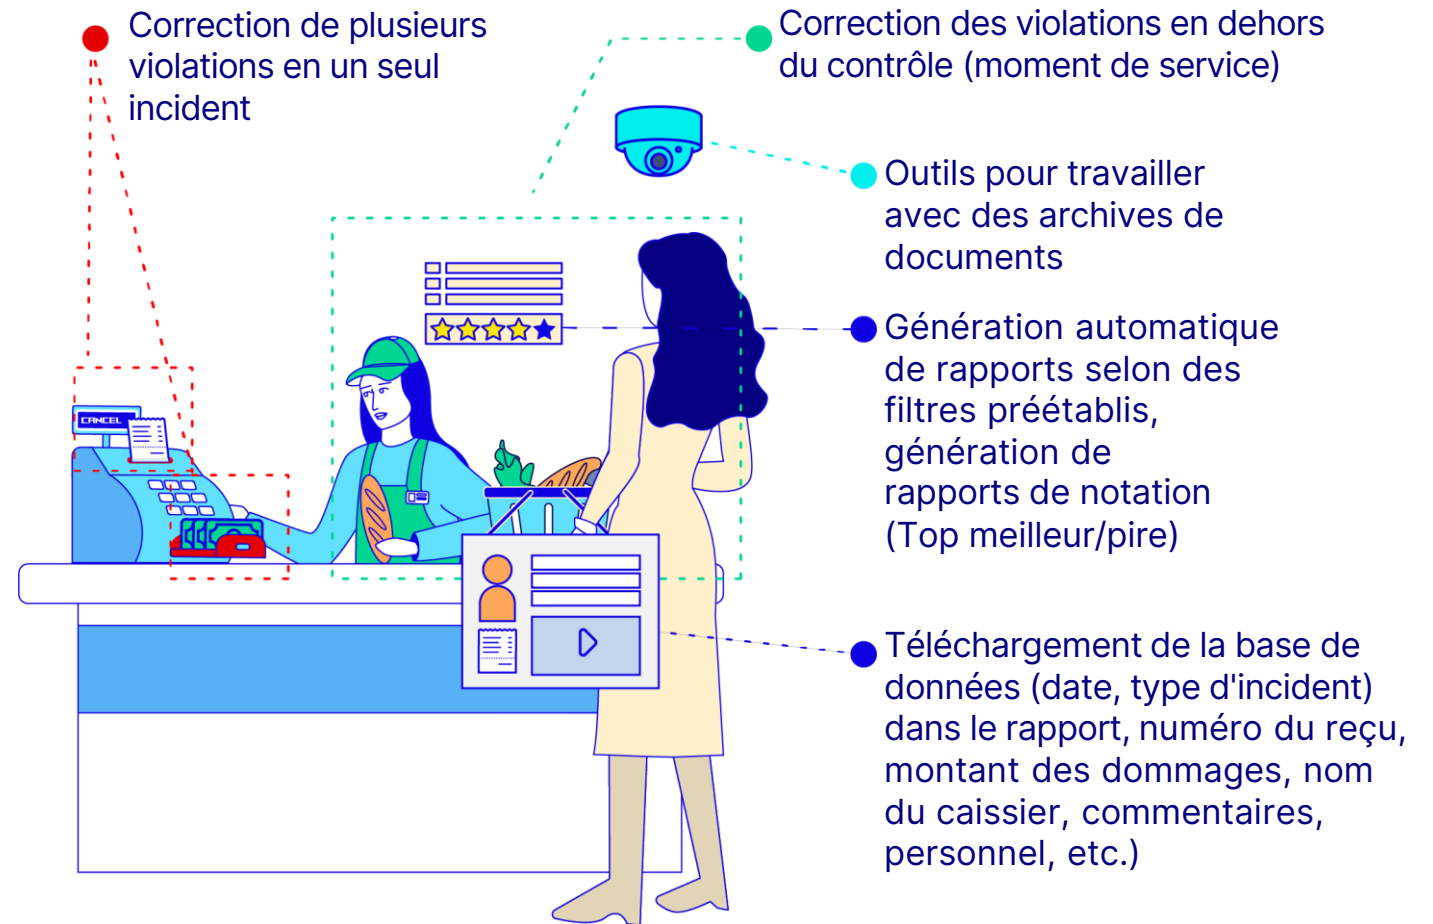 Correction de plusieurs
violations en un seul
incident
Correction des violations en dehors
du contrôle (moment de service)
Outils pour travailler
avec des archives de
documents
Génération automatique
de rapports selon des
filtres préétablis,
génération de
rapports de notation
(Top meilleur/pire)
CANCEL
Téléchargement de la base de
données (date, type d'incident)
dans le rapport, numéro du reçu,
montant des dommages, nom
du caissier, commentaires,
personnel, etc.)